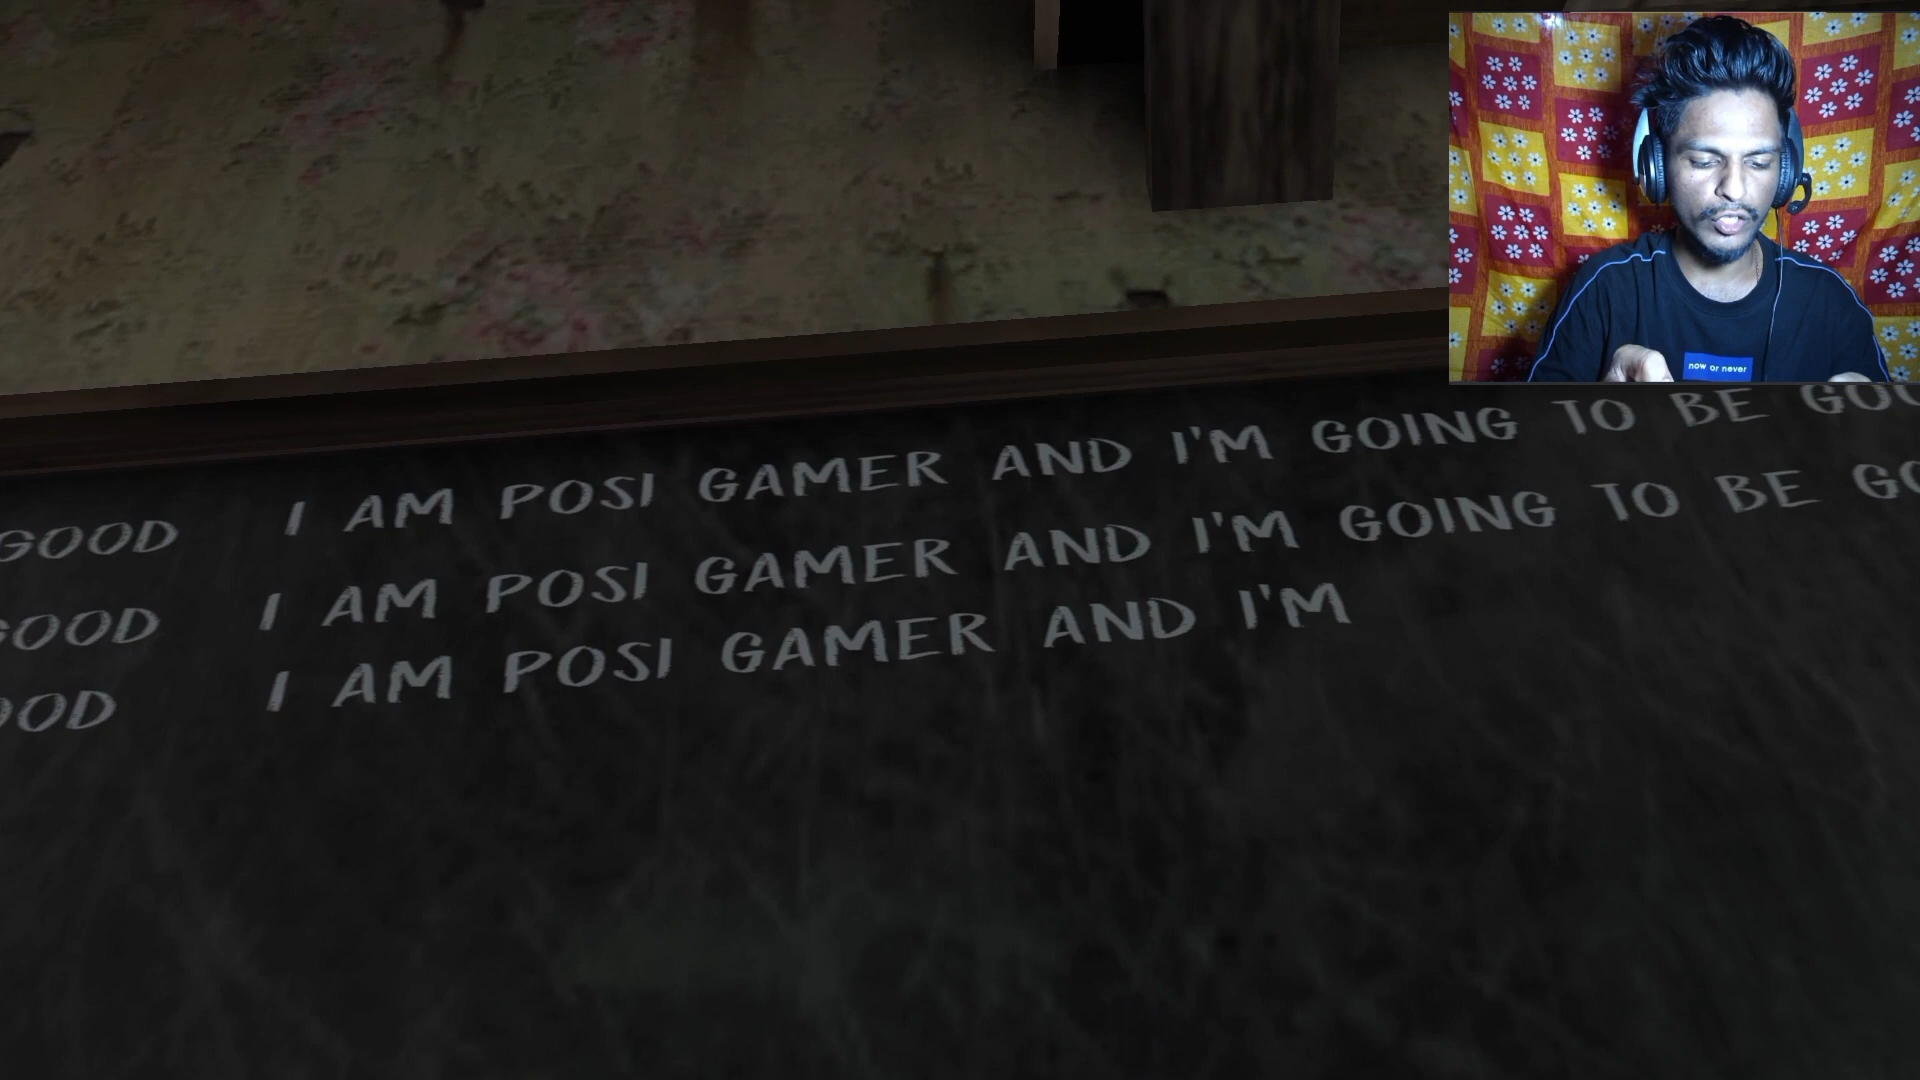 now or never
GOOD I AM POSI GAMER AND I'M GOING TO BE
GOOD I AM POSI GAMER AND I'M GOING TO BE
I AM POSI GAMER AND I'M